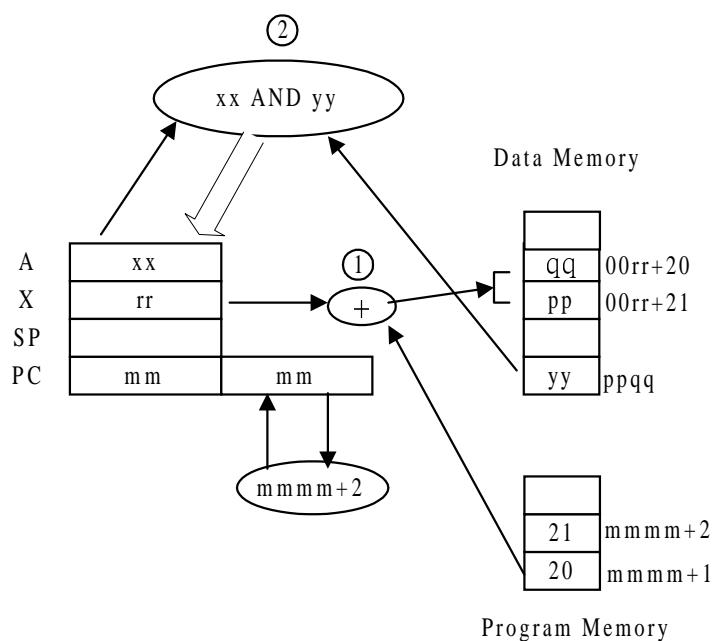 2
xx AND yy
Data Memory
A xx
X rr
SP
PC mm mm
1
+
qq 00rr+20
pp 00rr+21
yy ppqq
mmmm+2
21 mmmm+2
20 mmmm+1
Program Memory